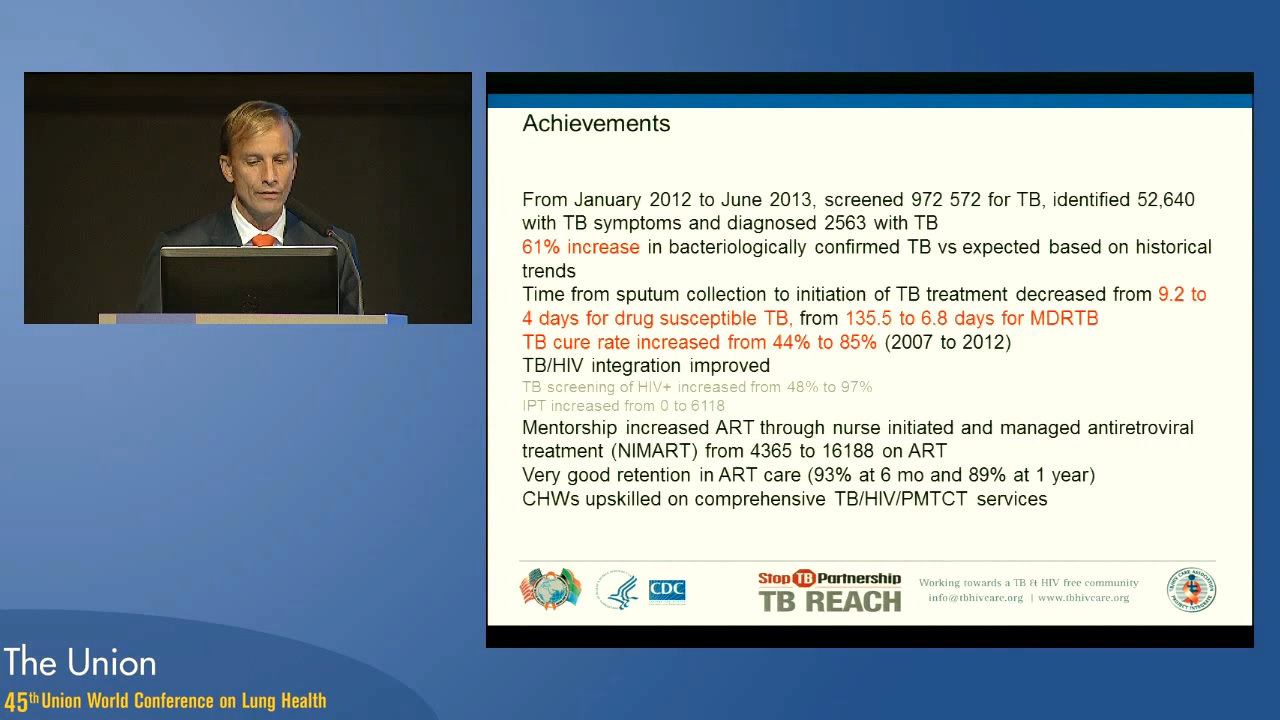 Achievements
From January 2012 to June 2013, screened 972 572 for TB, identified 52,640
with TB symptoms and diagnosed 2563 with TB
61% increase in bacteriologically confirmed TB vs expected based on historical
trends
Time from sputum collection to initiation of TB treatment decreased from 9.2 to
4 days for drug susceptible TB, from 135.5 to 6.8 days for MDRTB
TB cure rate increased from 44% to 85% (2007 to 2012)
TB/HIV integration improved
TB screening of HIV+ increased from 48% to 97%
IPT increased from 0 to 6118
Mentorship increased ART through nurse initiated and managed antiretroviral
treatment (NIMART) from 4365 to 16188 on ART
Very good retention in ART care (93% at 6 mo and 89% at 1 year)
CHWs upskilled on comprehensive TB/HIV/PMTCT services
CDC
Stop TB Partnership
TB REACH
Working towards a TB & HIV free community
info@tbhivcare.org | www.tbhivcare.org
The Union
45th Union World Conference on Lung Health